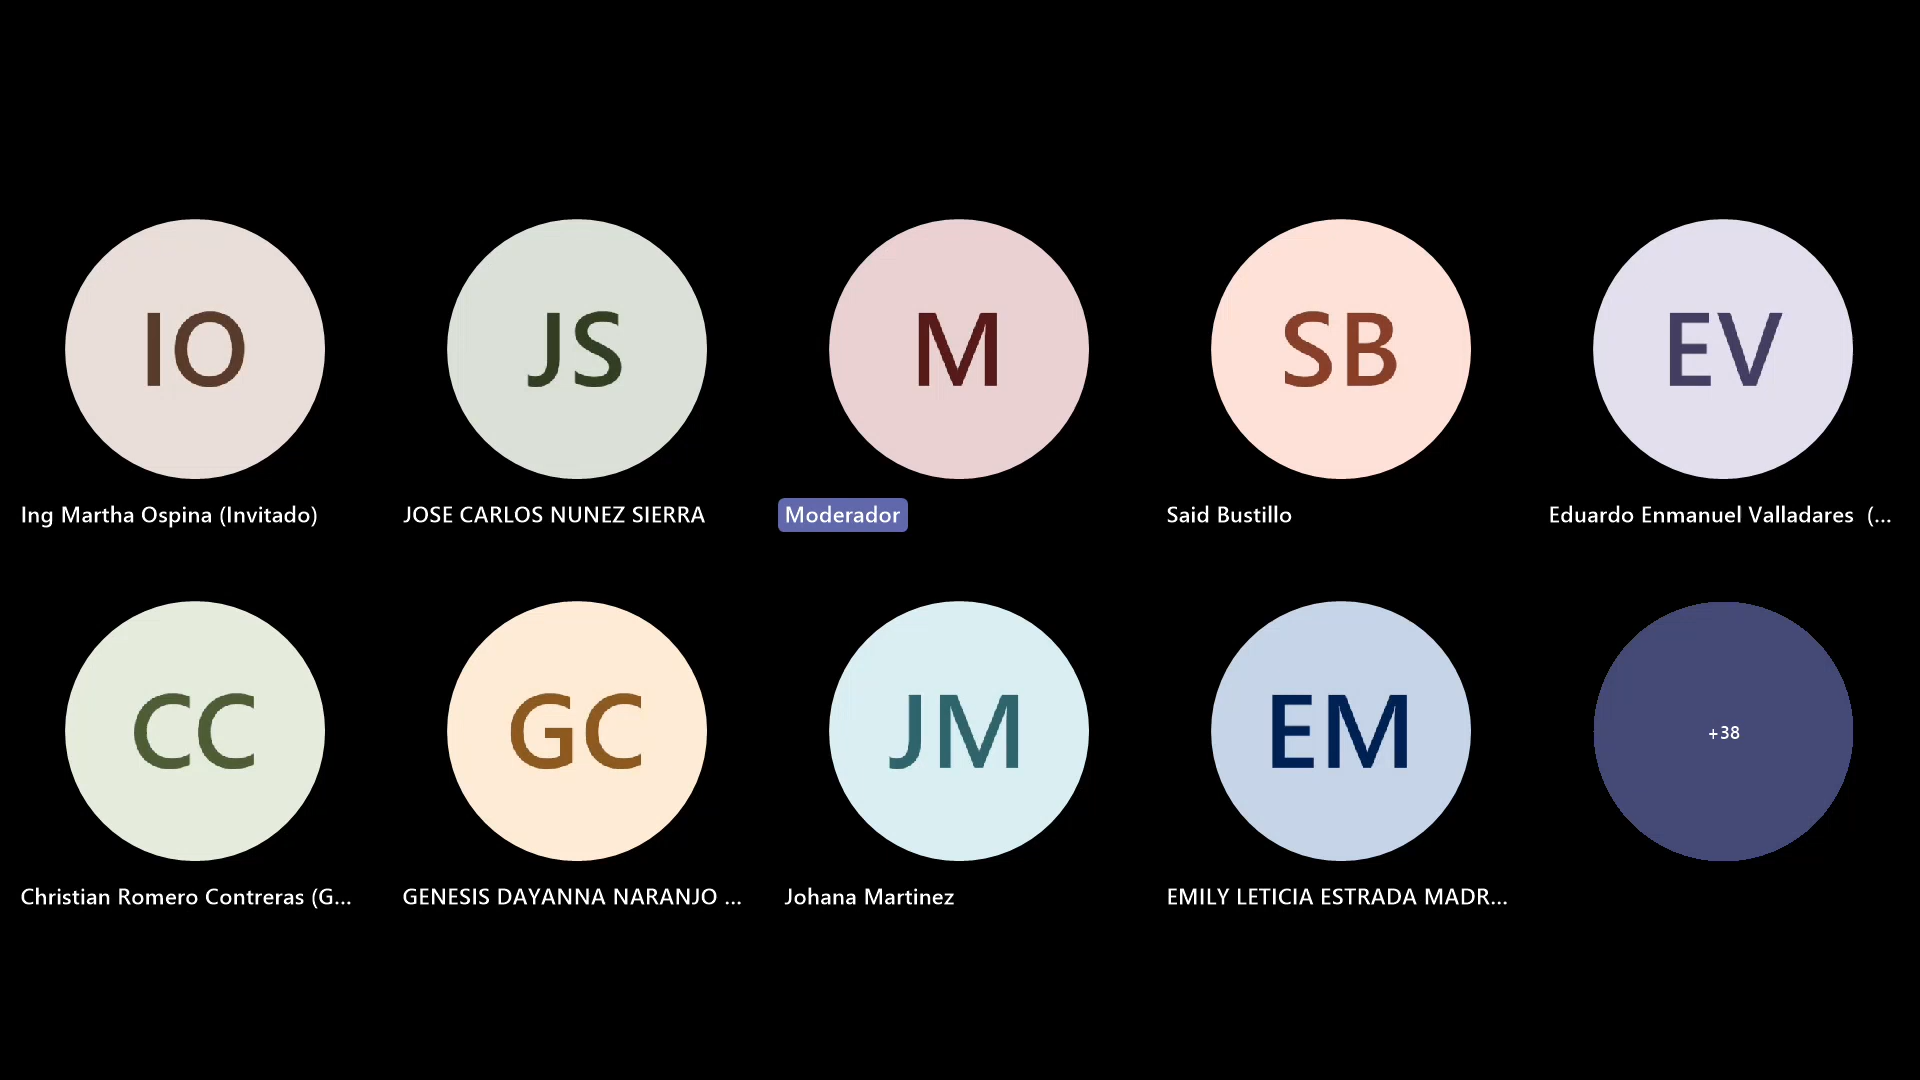 IO
JS
M
SB
EV
Ing Martha Ospina (Invitado)
JOSE CARLOS NUNEZ SIERRA
Moderador
Said Bustillo
Eduardo Enmanuel Valladares (...
CC
GC
JM
EM
+38
Christian Romero Contreras (G...
GENESIS DAYANNA NARANJO ...
Johana Martinez
EMILY LETICIA ESTRADA MADR...